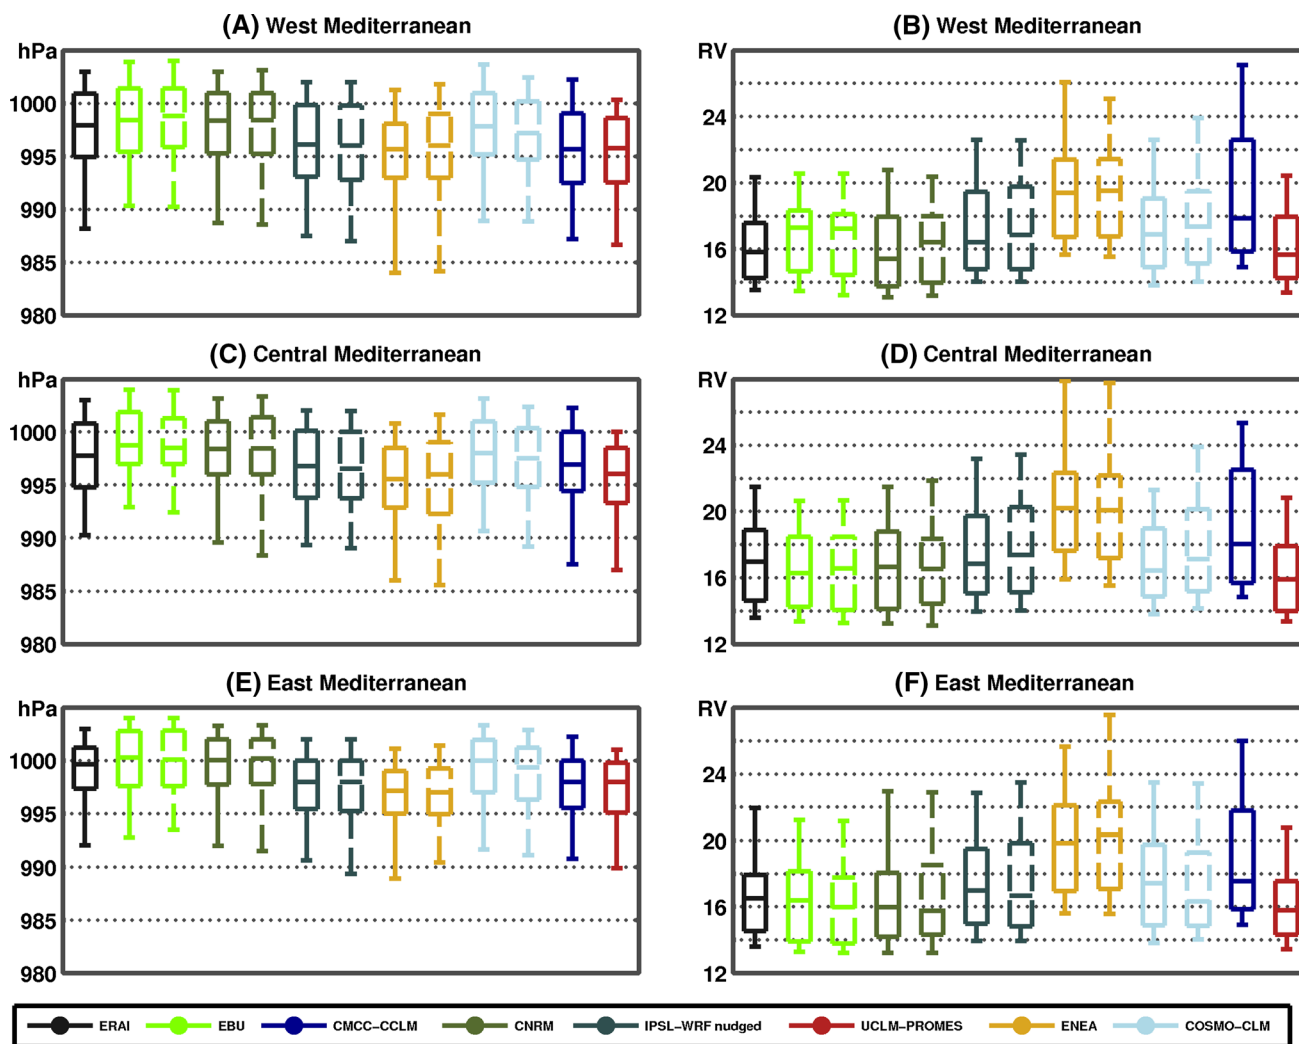 (A) West Mediterranean
hPa
1000
995
990
985
980
(B) West Mediterranean
RV
24
20
16
12
(C) Central Mediterranean
hPa
1000
995
990
985
980
(D) Central Mediterranean
RV
24
20
16
12
(E) East Mediterranean
hPa
1000
995
990
985
980
(F) East Mediterranean
RV
24
20
16
12
ERAI EBU CMCC-CCLM CNRM IPSL-WRF nudged UCLM-PROMES ENEA COSMO-CLM